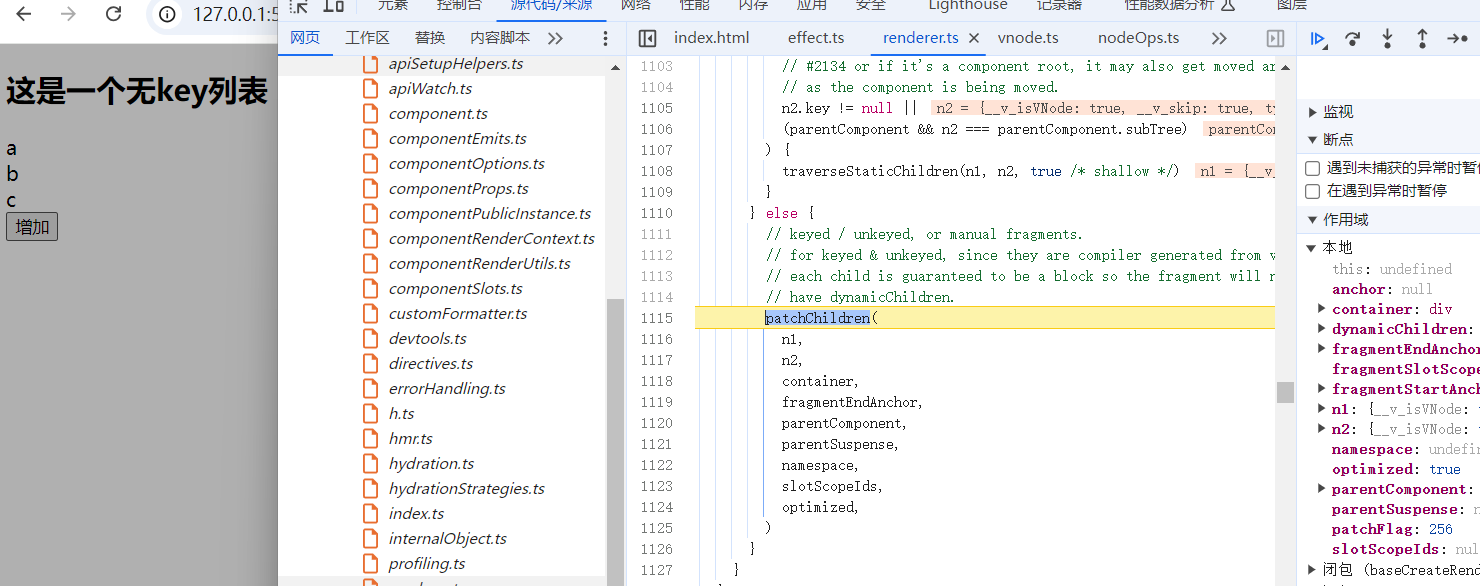 127.0.0.1:5
这是一个无key列表
a
b
c
增加
元素 控制台 源代码/来源 网络 性能 内存 应用 安全 Lighthouse 记录器 性能数据分析 图层
网页 工作区 替换 内容脚本
apiSetupHelpers.ts
apiWatch.ts
component.ts
componentEmits.ts
componentOptions.ts
componentProps.ts
componentPublicInstance.ts
componentRenderContext.ts
componentRenderUtils.ts
componentSlots.ts
customFormatter.ts
devtools.ts
directives.ts
errorHandling.ts
h.ts
hmr.ts
hydration.ts
hydrationStrategies.ts
index.ts
internalObject.ts
profiling.ts
index.html effect.ts renderer.ts vnode.ts nodeOps.ts
1103 // #2134 or if it's a component root, it may also get moved ar
1104 // as the component is being moved.
1105 n2.key != null || n2 = {__v_isVNode: true, __v_skip: true, ty
1106 (parentComponent && n2 === parentComponent.subTree) parentCon
1107 ) {
1108 traverseStaticChildren(n1, n2, true /* shallow */) n1 = {__v_
1109 }
1110 } else {
1111 // keyed / unkeyed, or manual fragments.
1112 // for keyed & unkeyed, since they are compiler generated from v
1113 // each child is guaranteed to be a block so the fragment will n
1114 // have dynamicChildren.
1115 patchChildren(
1116 n1,
1117 n2,
1118 container,
1119 fragmentEndAnchor,
1120 parentComponent,
1121 parentSuspense,
1122 namespace,
1123 slotScopeIds,
1124 optimized,
1125 )
1126 }
1127 }
监视
断点
遇到未捕获的异常时暂停
在遇到异常时暂停
作用域
本地
this: undefined
anchor: null
container: div
dynamicChildren:
fragmentEndAnchor
fragmentSlotScope
fragmentStartAnch
n1: {__v_isVNode: t
n2: {__v_isVNode: t
namespace: undefin
optimized: true
parentComponent:
parentSuspense: n
patchFlag: 256
slotScopeIds: nul
闭包 (baseCreateRend